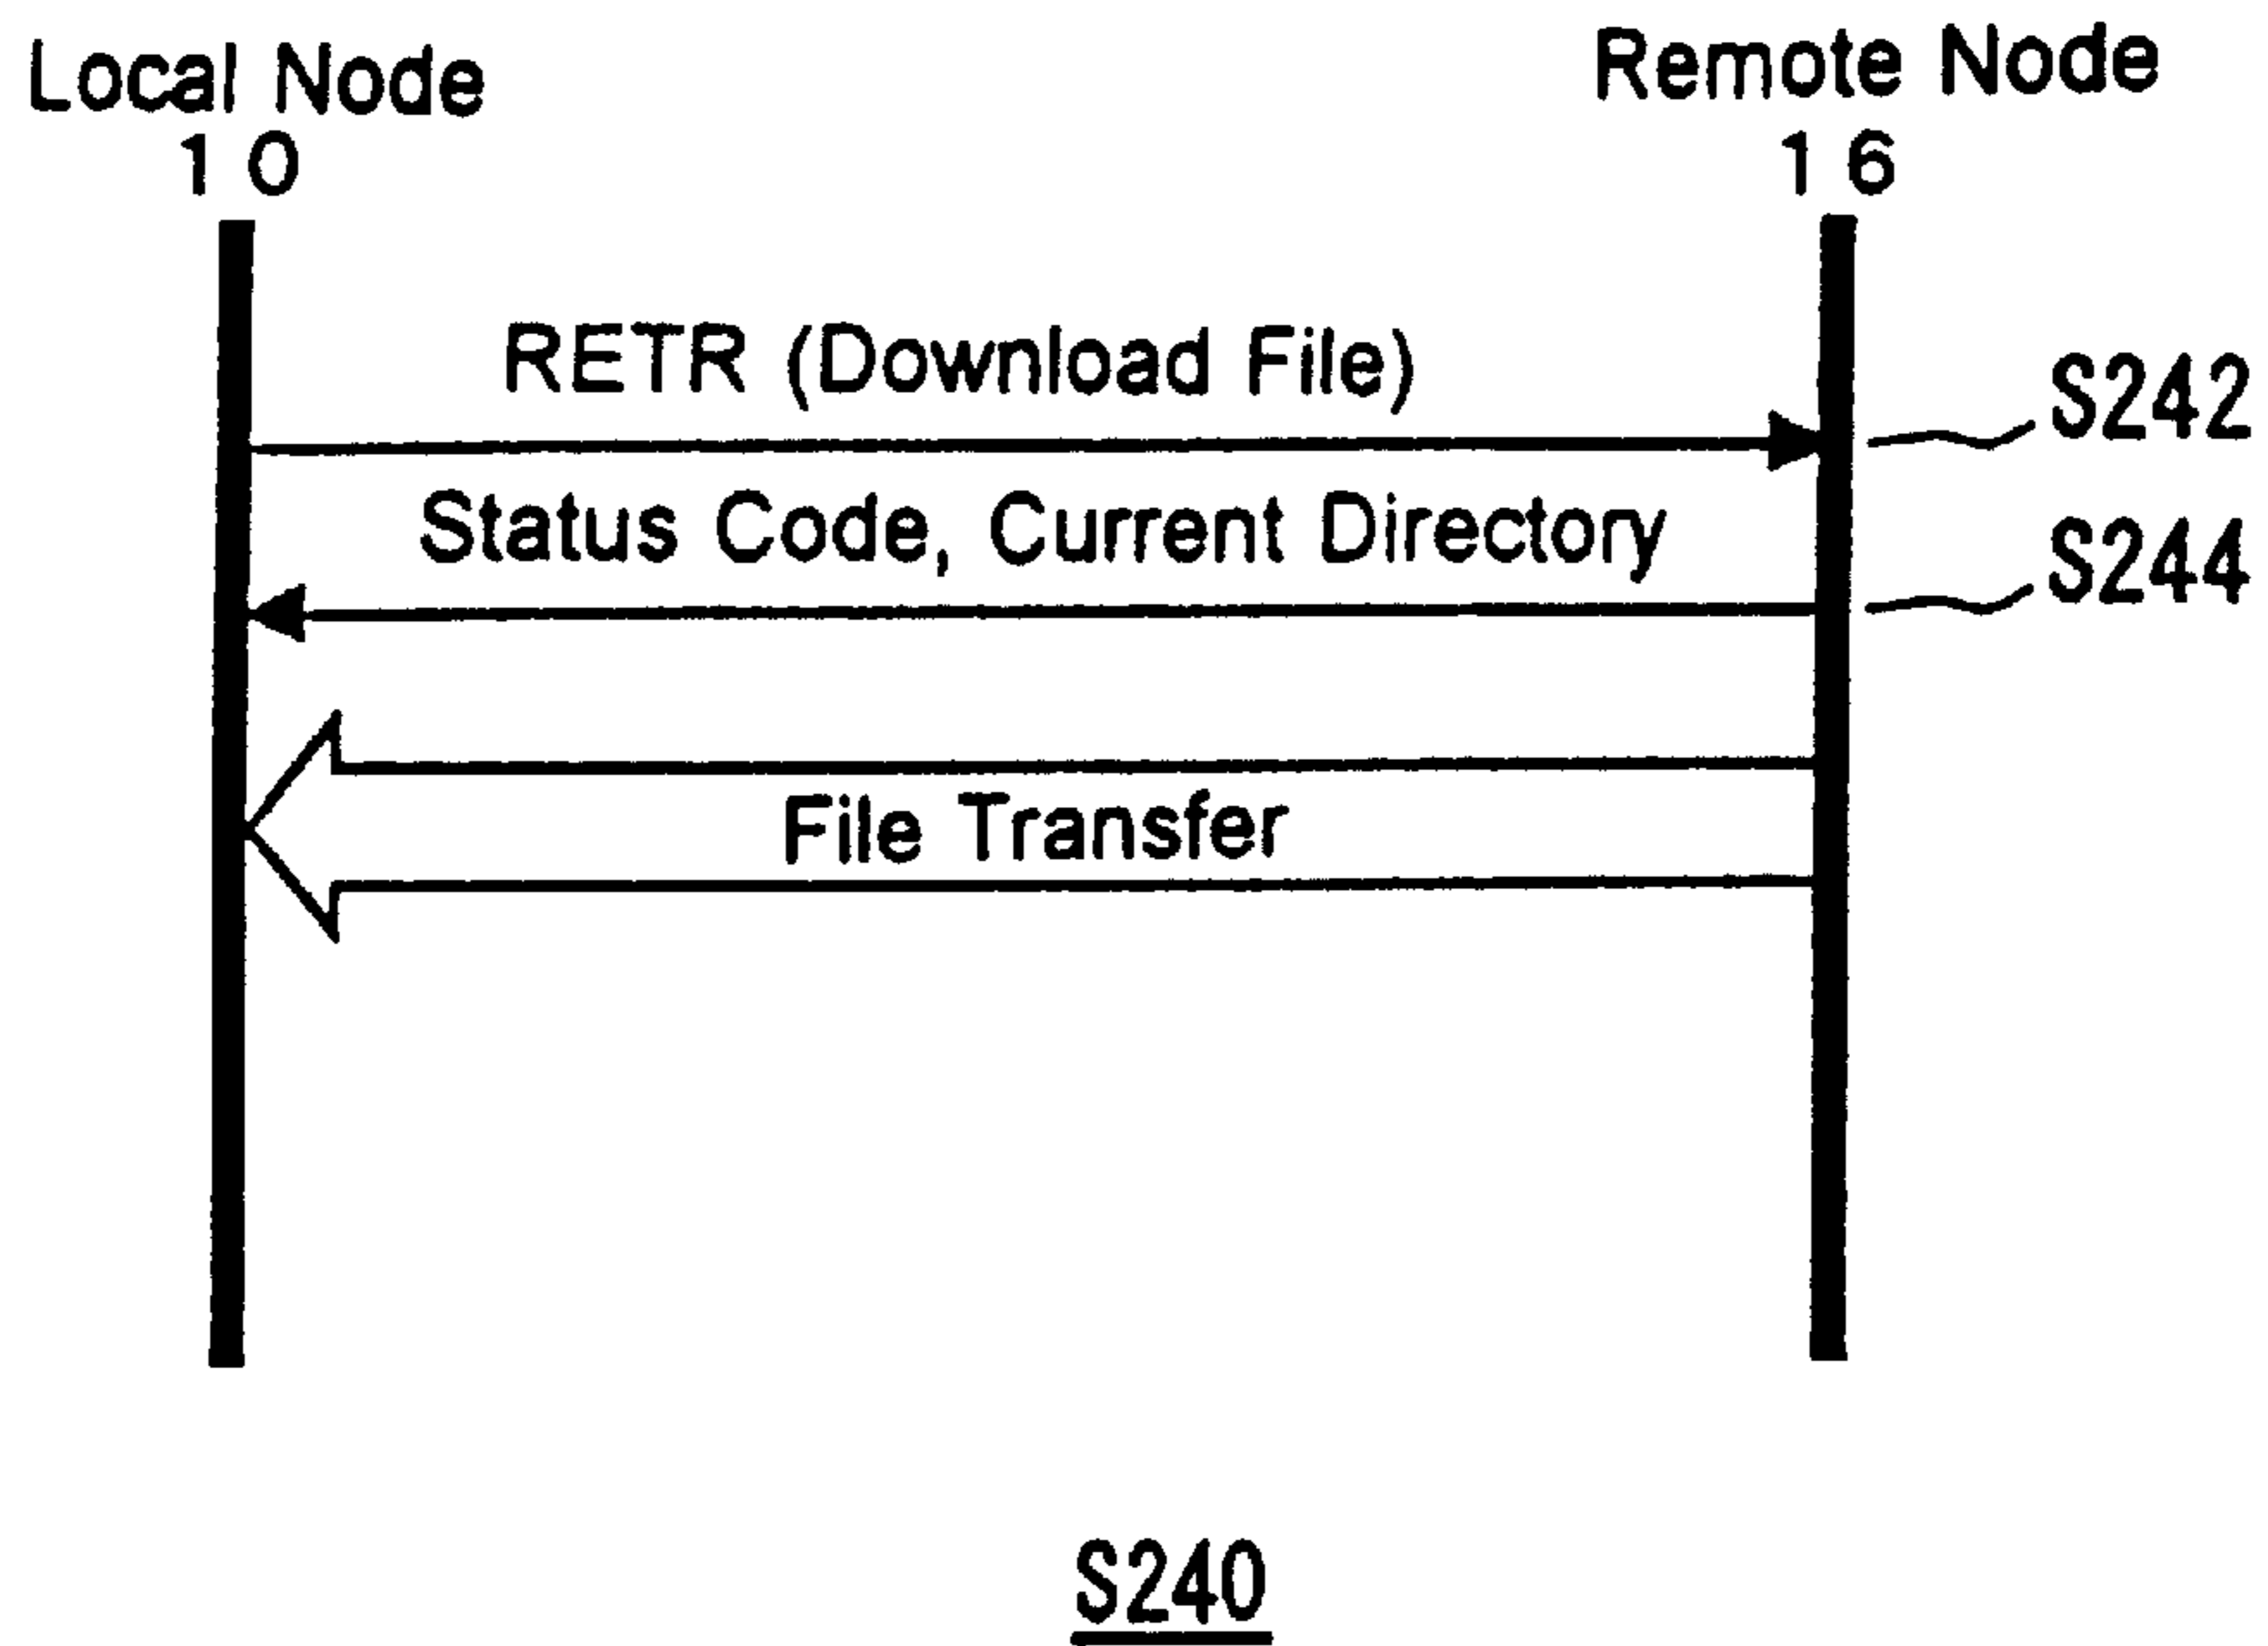 Local Node
10
Remote Node
16
RETR (Download File)
S242
Status Code, Current Directory
S244
File Transfer
S240